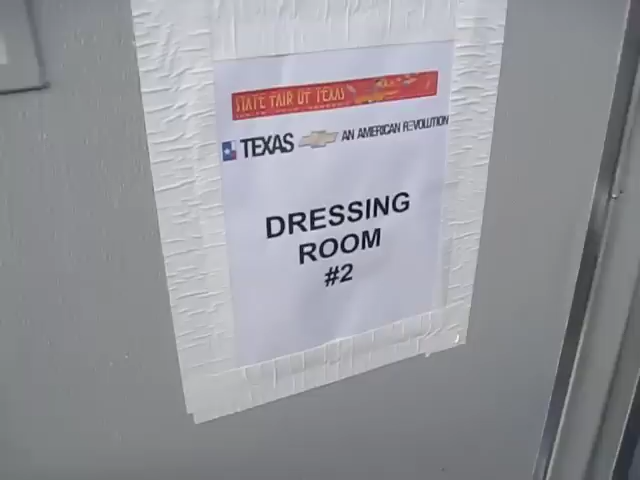 STATE FAIR OF TEXAS
TEXAS AN AMERICAN REVOLUTION
DRESSING
ROOM
#2